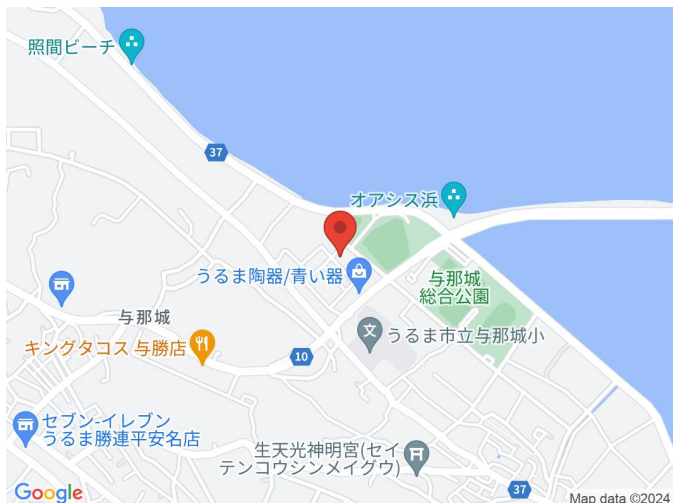 照間ビーチ
37
オアシス浜
うるま陶器/青い器
与那城
総合公園
与那城
うるま市立与那城小
文
キングタコス 与勝店
10
セブン-イレブン
うるま勝連平安名店
生天光神明宮(セイ
テンコウシンメイグウ)
37
Google
Map data ©2024